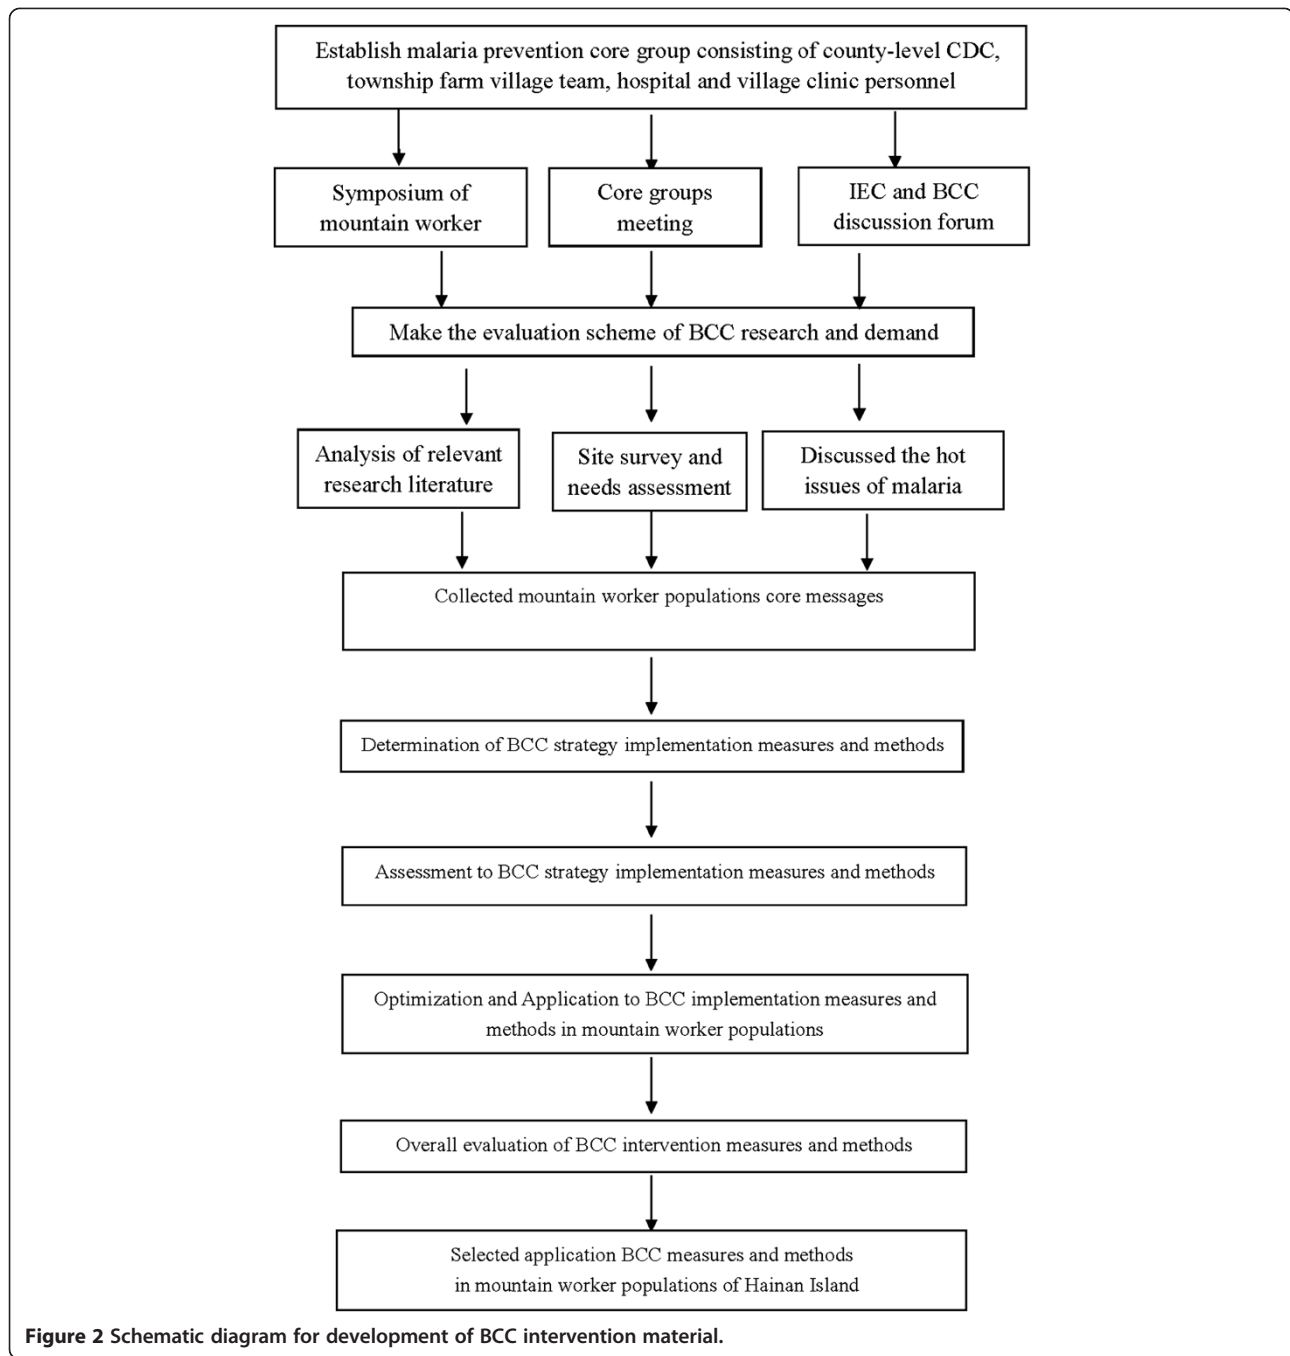 Establish malaria prevention core group consisting of county-level CDC,
township farm village team, hospital and village clinic personnel
Symposium of
mountain worker
Core groups
meeting
IEC and BCC
discussion forum
Make the evaluation scheme of BCC research and demand
Analysis of relevant
research literature
Site survey and
needs assessment
Discussed the hot
issues of malaria
Collected mountain worker populations core messages
Determination of BCC strategy implementation measures and methods
Assessment to BCC strategy implementation measures and methods
Optimization and Application to BCC implementation measures and
methods in mountain worker populations
Overall evaluation of BCC intervention measures and methods
Selected application BCC measures and methods
in mountain worker populations of Hainan Island
Figure 2 Schematic diagram for development of BCC intervention material.